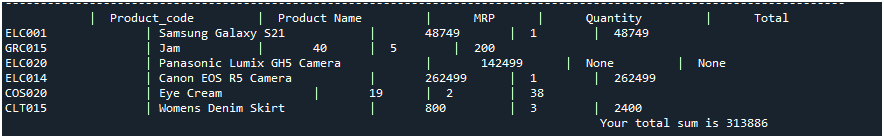 | Product_code | Product Name | MRP | Quantity | Total
ELC001 | Samsung Galaxy S21 | 48749 | 1 | 48749
GRC015 | Jam | 40 | 5 | 200
ELC020 | Panasonic Lumix GH5 Camera | 142499 | None | None
ELC014 | Canon EOS R5 Camera | 262499 | 1 | 262499
COS020 | Eye Cream | 19 | 2 | 38
CLT015 | Womens Denim Skirt | 800 | 3 | 2400
Your total sum is 313886